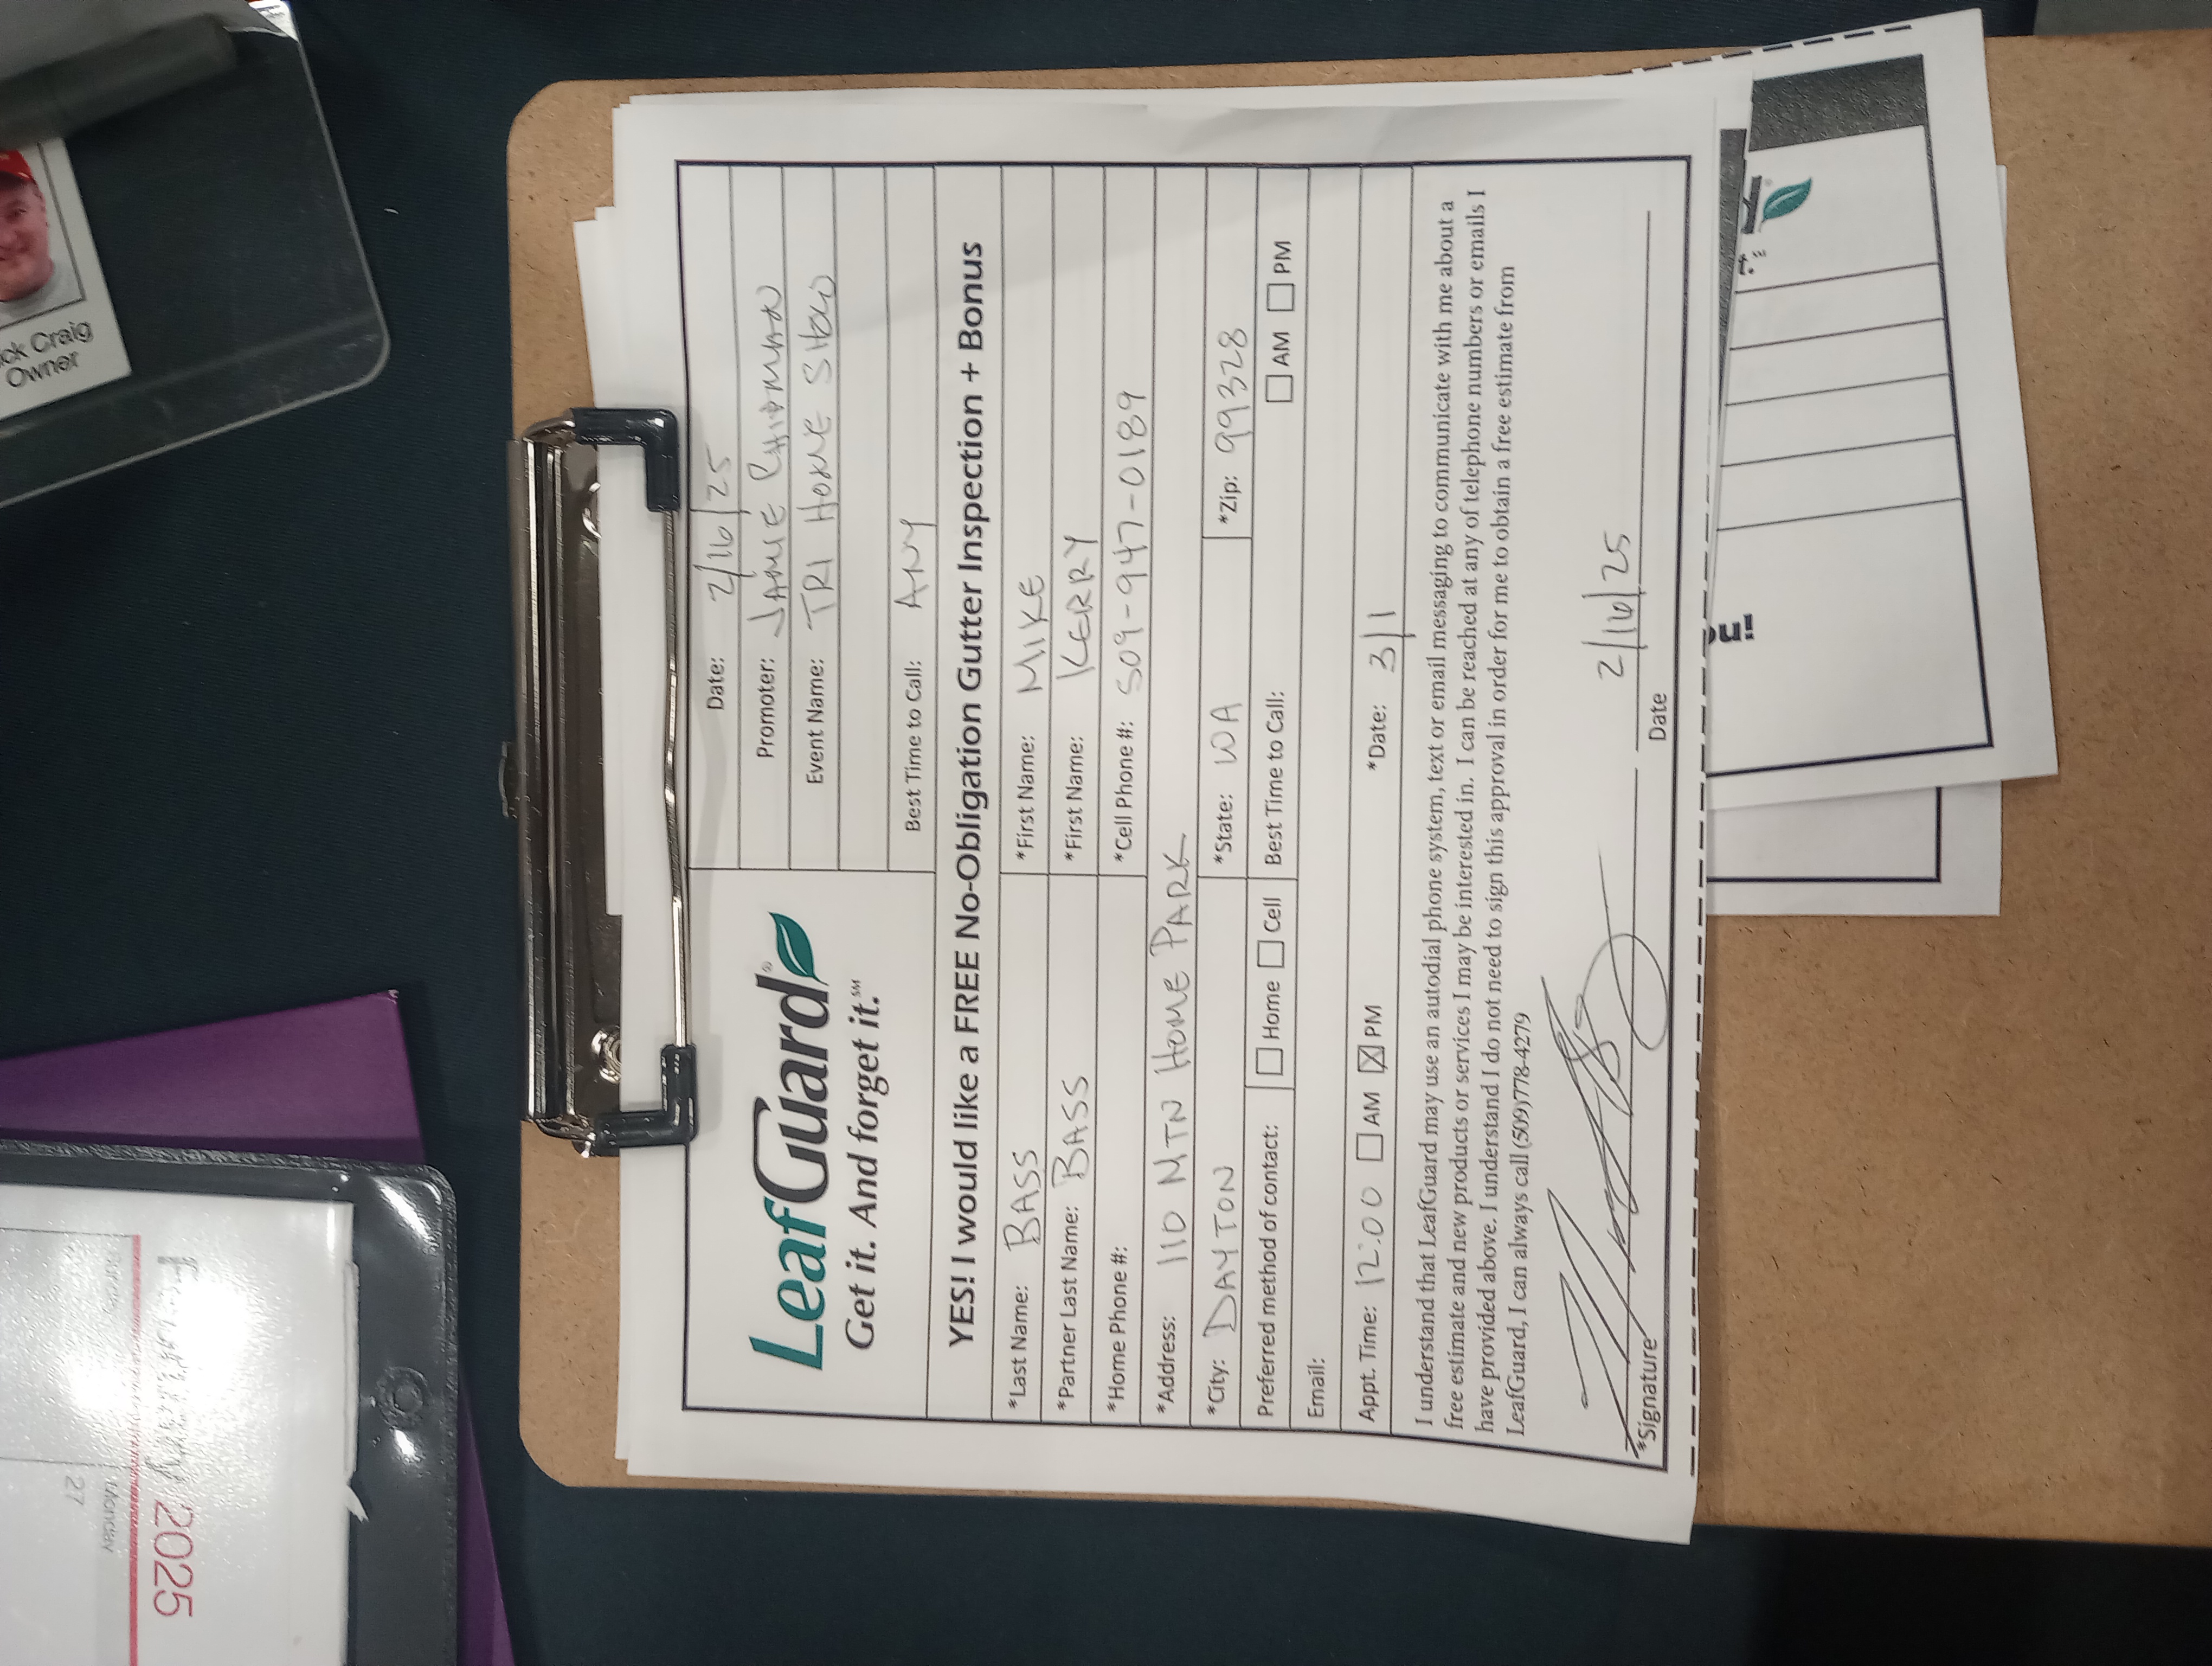 February 2025
Monday
27
ck Craig
Owner
LeafGuard®
Get it. And forget it.℠
Date: 2/16/25
Promoter: JAMIE CHIPMAN
Event Name: TRI HOME SHOW
Best Time to Call: ANY
YES! I would like a FREE No-Obligation Gutter Inspection + Bonus
*Last Name: BASS *First Name: MIKE
*Partner Last Name: BASS *First Name: KERRY
*Home Phone #: *Cell Phone #: 509-947-0189
*Address: 110 MTN HOME PARK
*City: DAYTON *State: WA *Zip: 99328
Preferred method of contact: Home Cell Best Time to Call: AM PM
Email:
Appt. Time: 12:00 AM PM *Date: 3/1
I understand that LeafGuard may use an autodial phone system, text or email messaging to communicate with me about a
free estimate and new products or services I may be interested in. I can be reached at any of telephone numbers or emails I
have provided above. I understand I do not need to sign this approval in order for me to obtain a free estimate from
LeafGuard, I can always call (509)778-4279
2/16/25
*Signature Date